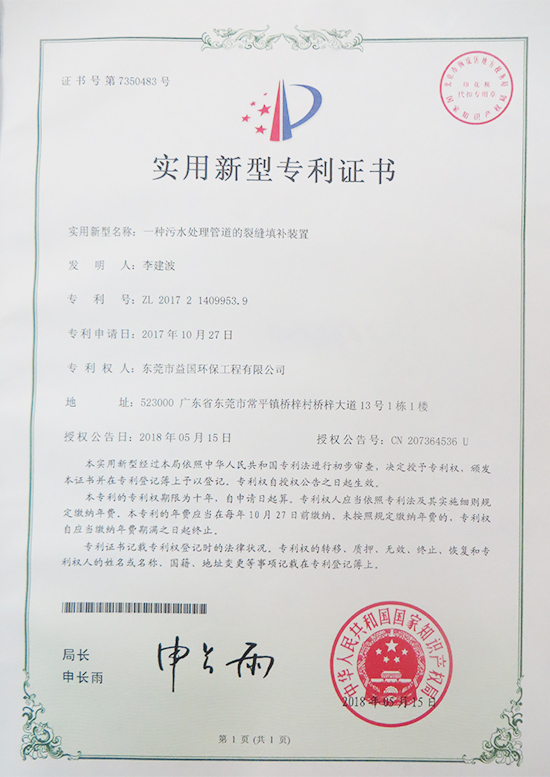 证书号第7350483号
印花税
代扣专用章
实用新型专利证书
实用新型名称：一种污水处理管道的裂缝填补装置
发明人：李建波
专利号：ZL 2017 2 1409953.9
专利申请日：2017年10月27日
专利权人：东莞市益国环保工程有限公司
地址：523000 广东省东莞市常平镇桥梓村桥梓大道13号1栋1楼
授权公告日：2018年05月15日 授权公告号：CN 207364536 U
本实用新型经过本局依照中华人民共和国专利法进行初步审查，决定授予专利权，颁发
本证书并在专利登记簿上予以登记。专利权自授权公告之日起生效。
本专利的专利权期限为十年，自申请日起算。专利权人应当依照专利法及其实施细则规
定缴纳年费。本专利的年费应当在每年10月27日前缴纳。未按照规定缴纳年费的，专利权
自应当缴纳年费期满之日起终止。
专利证书记载专利权登记时的法律状况。专利权的转移、质押、无效、终止、恢复和专
利权人的姓名或名称、国籍、地址变更等事项记载在专利登记簿上。
局长
申长雨
申长雨
中华人民共和国国家知识产权局
2018年05月15日
第1页(共1页)